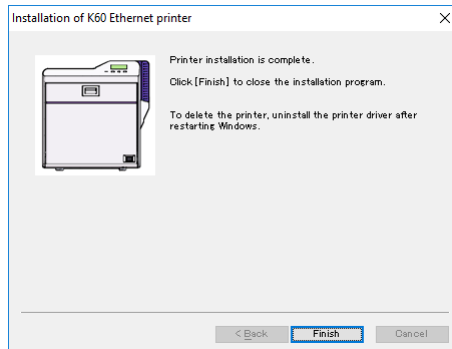 Installation of K60 Ethernet printer
Printer installation is complete.
Click [Finish] to close the installation program.
To delete the printer, uninstall the printer driver after
restarting Windows.
< Back
Finish
Cancel